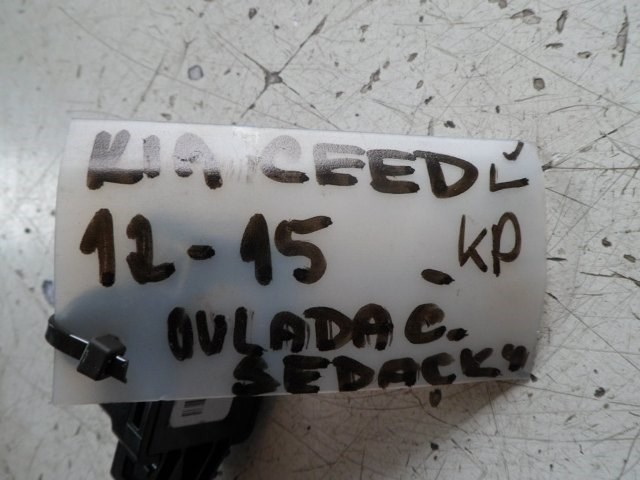 KIA CEED Ľ
12-15 KP
OVLADAC.
SEDACKY